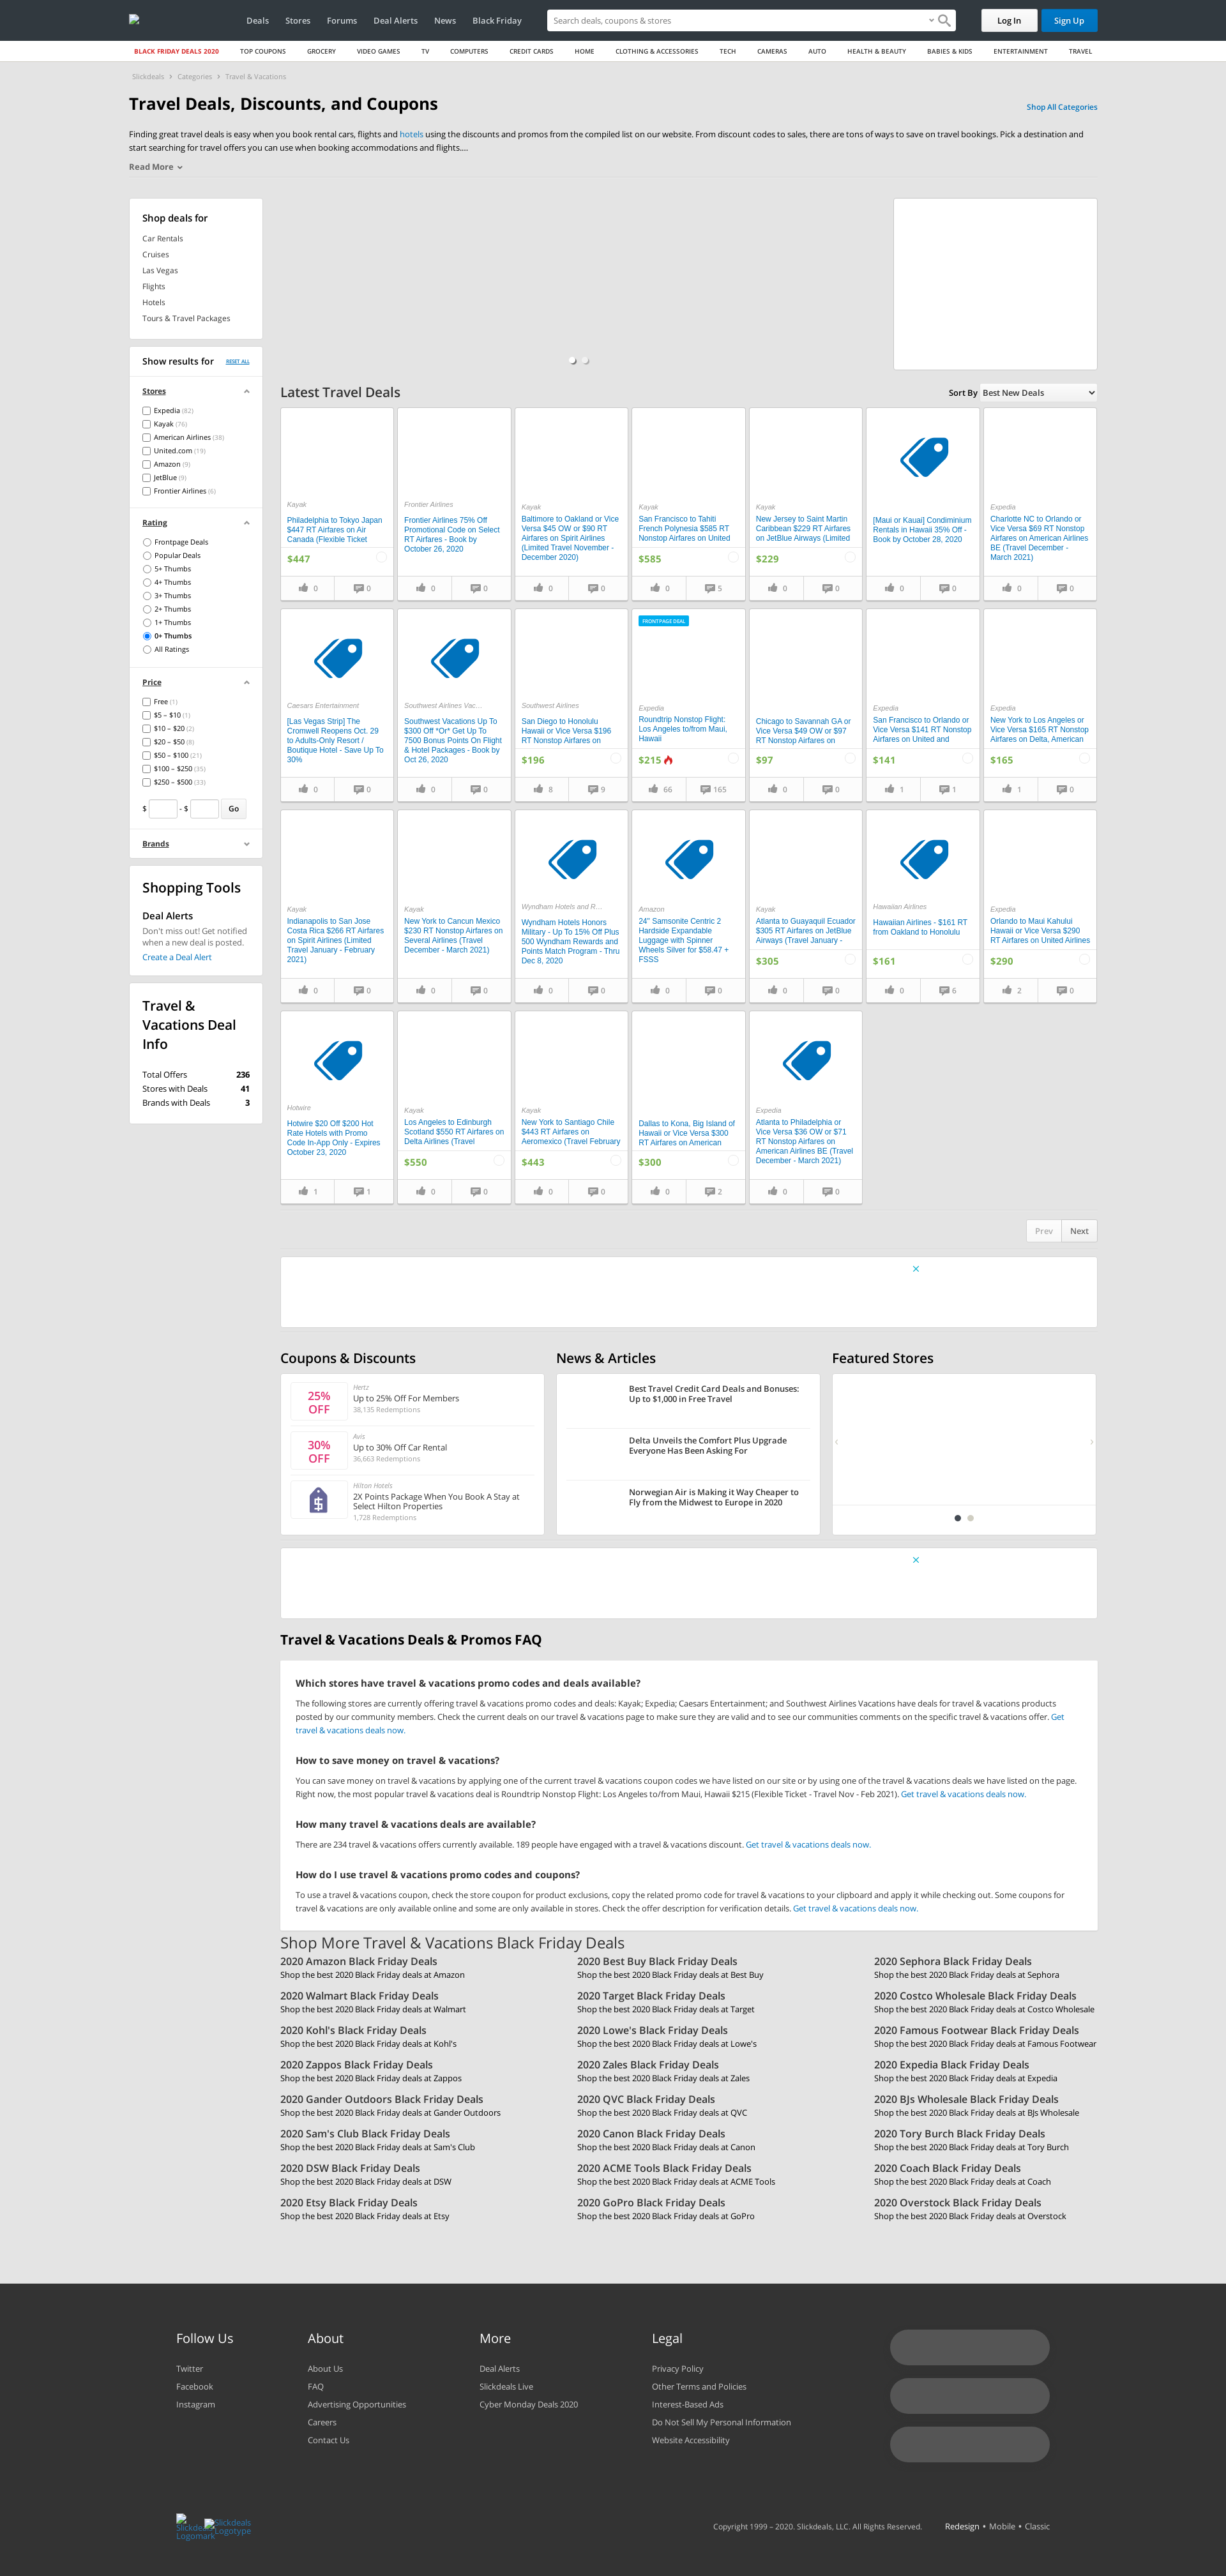 Deals Stores Forums Deal Alerts News Black Friday Search deals, coupons & stores Log In Sign Up
BLACK FRIDAY DEALS 2020 TOP COUPONS GROCERY VIDEO GAMES TV COMPUTERS CREDIT CARDS HOME CLOTHING & ACCESSORIES TECH CAMERAS AUTO HEALTH & BEAUTY BABIES & KIDS ENTERTAINMENT TRAVEL
Slickdeals › Categories › Travel & Vacations
Travel Deals, Discounts, and Coupons
Shop All Categories
Finding great travel deals is easy when you book rental cars, flights and hotels using the discounts and promos from the compiled list on our website. From discount codes to sales, there are tons of ways to save on travel bookings. Pick a destination and
start searching for travel offers you can use when booking accommodations and flights....
Read More
Shop deals for
Car Rentals
Cruises
Las Vegas
Flights
Hotels
Tours & Travel Packages
Show results for RESET ALL
Stores
Expedia (82)
Kayak (76)
American Airlines (38)
United.com (19)
Amazon (9)
JetBlue (9)
Frontier Airlines (6)
Rating
Frontpage Deals
Popular Deals
5+ Thumbs
4+ Thumbs
3+ Thumbs
2+ Thumbs
1+ Thumbs
0+ Thumbs
All Ratings
Price
Free (1)
$5 – $10 (1)
$10 – $20 (2)
$20 – $50 (8)
$50 – $100 (21)
$100 – $250 (35)
$250 – $500 (33)
$ - $ Go
Brands
Shopping Tools
Deal Alerts
Don't miss out! Get notified
when a new deal is posted.
Create a Deal Alert
Travel &
Vacations Deal
Info
Total Offers 236
Stores with Deals 41
Brands with Deals 3
Latest Travel Deals
Sort By Best New Deals
Kayak
Philadelphia to Tokyo Japan
$447 RT Airfares on Air
Canada (Flexible Ticket
$447
0 0
Frontier Airlines
Frontier Airlines 75% Off
Promotional Code on Select
RT Airfares - Book by
October 26, 2020
0 0
Kayak
Baltimore to Oakland or Vice
Versa $45 OW or $90 RT
Airfares on Spirit Airlines
(Limited Travel November -
December 2020)
0 0
Kayak
San Francisco to Tahiti
French Polynesia $585 RT
Nonstop Airfares on United
$585
0 5
Kayak
New Jersey to Saint Martin
Caribbean $229 RT Airfares
on JetBlue Airways (Limited
$229
0 0
[Maui or Kauai] Condiminium
Rentals in Hawaii 35% Off -
Book by October 28, 2020
0 0
Expedia
Charlotte NC to Orlando or
Vice Versa $69 RT Nonstop
Airfares on American Airlines
BE (Travel December -
March 2021)
0 0
Caesars Entertainment
[Las Vegas Strip] The
Cromwell Reopens Oct. 29
to Adults-Only Resort /
Boutique Hotel - Save Up To
30%
0 0
Southwest Airlines Vac…
Southwest Vacations Up To
$300 Off *Or* Get Up To
7500 Bonus Points On Flight
& Hotel Packages - Book by
Oct 26, 2020
0 0
Southwest Airlines
San Diego to Honolulu
Hawaii or Vice Versa $196
RT Nonstop Airfares on
$196
8 9
FRONTPAGE DEAL
Expedia
Roundtrip Nonstop Flight:
Los Angeles to/from Maui,
Hawaii
$215
66 165
Chicago to Savannah GA or
Vice Versa $49 OW or $97
RT Nonstop Airfares on
$97
0 0
Expedia
San Francisco to Orlando or
Vice Versa $141 RT Nonstop
Airfares on United and
$141
1 1
Expedia
New York to Los Angeles or
Vice Versa $165 RT Nonstop
Airfares on Delta, American
$165
1 0
Kayak
Indianapolis to San Jose
Costa Rica $266 RT Airfares
on Spirit Airlines (Limited
Travel January - February
2021)
0 0
Kayak
New York to Cancun Mexico
$230 RT Nonstop Airfares on
Several Airlines (Travel
December - March 2021)
0 0
Wyndham Hotels and R…
Wyndham Hotels Honors
Military - Up To 15% Off Plus
500 Wyndham Rewards and
Points Match Program - Thru
Dec 8, 2020
0 0
Amazon
24" Samsonite Centric 2
Hardside Expandable
Luggage with Spinner
Wheels Silver for $58.47 +
FSSS
0 0
Kayak
Atlanta to Guayaquil Ecuador
$305 RT Airfares on JetBlue
Airways (Travel January -
$305
0 0
Hawaiian Airlines
Hawaiian Airlines - $161 RT
from Oakland to Honolulu
$161
0 6
Expedia
Orlando to Maui Kahului
Hawaii or Vice Versa $290
RT Airfares on United Airlines
$290
2 0
Hotwire
Hotwire $20 Off $200 Hot
Rate Hotels with Promo
Code In-App Only - Expires
October 23, 2020
1 1
Kayak
Los Angeles to Edinburgh
Scotland $550 RT Airfares on
Delta Airlines (Travel
$550
0 0
Kayak
New York to Santiago Chile
$443 RT Airfares on
Aeromexico (Travel February
$443
0 0
Dallas to Kona, Big Island of
Hawaii or Vice Versa $300
RT Airfares on American
$300
0 2
Expedia
Atlanta to Philadelphia or
Vice Versa $36 OW or $71
RT Nonstop Airfares on
American Airlines BE (Travel
December - March 2021)
0 0
Prev Next
Coupons & Discounts
25%
OFF
Hertz
Up to 25% Off For Members
38,135 Redemptions
30%
OFF
Avis
Up to 30% Off Car Rental
36,663 Redemptions
Hilton Hotels
2X Points Package When You Book A Stay at
Select Hilton Properties
1,728 Redemptions
News & Articles
Best Travel Credit Card Deals and Bonuses:
Up to $1,000 in Free Travel
Delta Unveils the Comfort Plus Upgrade
Everyone Has Been Asking For
Norwegian Air is Making it Way Cheaper to
Fly from the Midwest to Europe in 2020
Featured Stores
Travel & Vacations Deals & Promos FAQ
Which stores have travel & vacations promo codes and deals available?
The following stores are currently offering travel & vacations promo codes and deals: Kayak; Expedia; Caesars Entertainment; and Southwest Airlines Vacations have deals for travel & vacations products
posted by our community members. Check the current deals on our travel & vacations page to make sure they are valid and to see our communities comments on the specific travel & vacations offer. Get
travel & vacations deals now.
How to save money on travel & vacations?
You can save money on travel & vacations by applying one of the current travel & vacations coupon codes we have listed on our site or by using one of the travel & vacations deals we have listed on the page.
Right now, the most popular travel & vacations deal is Roundtrip Nonstop Flight: Los Angeles to/from Maui, Hawaii $215 (Flexible Ticket - Travel Nov - Feb 2021). Get travel & vacations deals now.
How many travel & vacations deals are available?
There are 234 travel & vacations offers currently available. 189 people have engaged with a travel & vacations discount. Get travel & vacations deals now.
How do I use travel & vacations promo codes and coupons?
To use a travel & vacations coupon, check the store coupon for product exclusions, copy the related promo code for travel & vacations to your clipboard and apply it while checking out. Some coupons for
travel & vacations are only available online and some are only available in stores. Check the offer description for verification details. Get travel & vacations deals now.
Shop More Travel & Vacations Black Friday Deals
2020 Amazon Black Friday Deals 2020 Best Buy Black Friday Deals 2020 Sephora Black Friday Deals
Shop the best 2020 Black Friday deals at Amazon Shop the best 2020 Black Friday deals at Best Buy Shop the best 2020 Black Friday deals at Sephora
2020 Walmart Black Friday Deals 2020 Target Black Friday Deals 2020 Costco Wholesale Black Friday Deals
Shop the best 2020 Black Friday deals at Walmart Shop the best 2020 Black Friday deals at Target Shop the best 2020 Black Friday deals at Costco Wholesale
2020 Kohl's Black Friday Deals 2020 Lowe's Black Friday Deals 2020 Famous Footwear Black Friday Deals
Shop the best 2020 Black Friday deals at Kohl's Shop the best 2020 Black Friday deals at Lowe's Shop the best 2020 Black Friday deals at Famous Footwear
2020 Zappos Black Friday Deals 2020 Zales Black Friday Deals 2020 Expedia Black Friday Deals
Shop the best 2020 Black Friday deals at Zappos Shop the best 2020 Black Friday deals at Zales Shop the best 2020 Black Friday deals at Expedia
2020 Gander Outdoors Black Friday Deals 2020 QVC Black Friday Deals 2020 BJs Wholesale Black Friday Deals
Shop the best 2020 Black Friday deals at Gander Outdoors Shop the best 2020 Black Friday deals at QVC Shop the best 2020 Black Friday deals at BJs Wholesale
2020 Sam's Club Black Friday Deals 2020 Canon Black Friday Deals 2020 Tory Burch Black Friday Deals
Shop the best 2020 Black Friday deals at Sam's Club Shop the best 2020 Black Friday deals at Canon Shop the best 2020 Black Friday deals at Tory Burch
2020 DSW Black Friday Deals 2020 ACME Tools Black Friday Deals 2020 Coach Black Friday Deals
Shop the best 2020 Black Friday deals at DSW Shop the best 2020 Black Friday deals at ACME Tools Shop the best 2020 Black Friday deals at Coach
2020 Etsy Black Friday Deals 2020 GoPro Black Friday Deals 2020 Overstock Black Friday Deals
Shop the best 2020 Black Friday deals at Etsy Shop the best 2020 Black Friday deals at GoPro Shop the best 2020 Black Friday deals at Overstock
Follow Us
Twitter
Facebook
Instagram
About
About Us
FAQ
Advertising Opportunities
Careers
Contact Us
More
Deal Alerts
Slickdeals Live
Cyber Monday Deals 2020
Legal
Privacy Policy
Other Terms and Policies
Interest-Based Ads
Do Not Sell My Personal Information
Website Accessibility
Logomark
Slickdeals
Logotype
Copyright 1999 – 2020. Slickdeals, LLC. All Rights Reserved. Redesign • Mobile • Classic